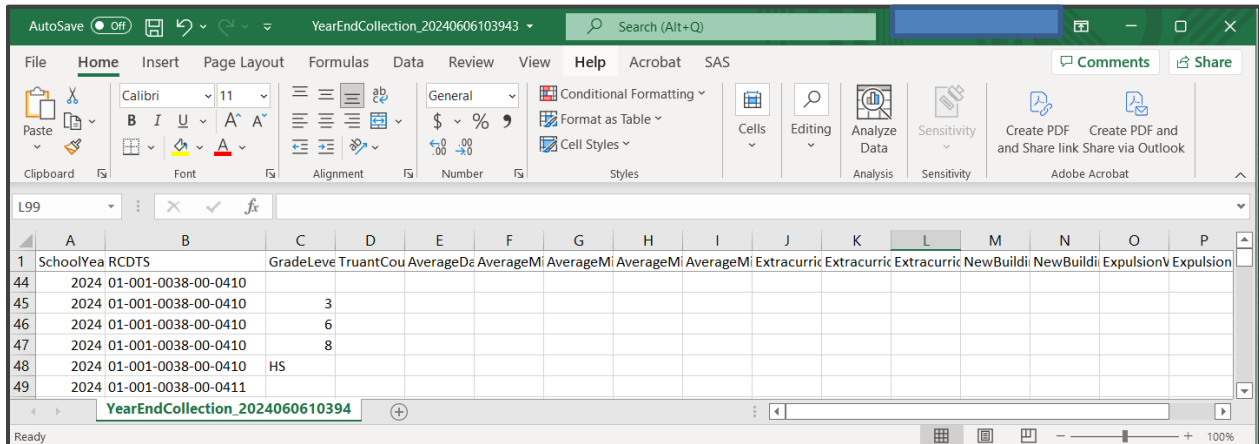 AutoSave Off YearEndCollection_20240606103943 Search (Alt+Q)
File Home Insert Page Layout Formulas Data Review View Help Acrobat SAS Comments Share
Calibri 11 General Conditional Formatting
Paste B I U A A $ % Format as Table Cells Editing Analyze Data Sensitivity Create PDF and Share link Create PDF and Share via Outlook
A Cell Styles
Clipboard Font Alignment Number Styles Analysis Sensitivity Adobe Acrobat
L99 fx
A B C D E F G H I J K L M N O P
1 SchoolYea RCDTS GradeLeve TruantCou AverageDa AverageMi AverageMi AverageMi AverageMi Extracurric Extracurric Extracurric NewBuildi NewBuildi ExpulsionV Expulsion
44 2024 01-001-0038-00-0410
45 2024 01-001-0038-00-0410 3
46 2024 01-001-0038-00-0410 6
47 2024 01-001-0038-00-0410 8
48 2024 01-001-0038-00-0410 HS
49 2024 01-001-0038-00-0411
YearEndCollection_2024060610394
Ready 100%